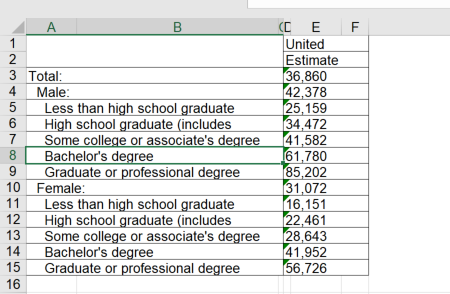 A B C D E F
1 United
2 Estimate
3 Total: 36,860
4 Male: 42,378
5 Less than high school graduate 25,159
6 High school graduate (includes 34,472
7 Some college or associate's degree 41,582
8 Bachelor's degree 61,780
9 Graduate or professional degree 85,202
10 Female: 31,072
11 Less than high school graduate 16,151
12 High school graduate (includes 22,461
13 Some college or associate's degree 28,643
14 Bachelor's degree 41,952
15 Graduate or professional degree 56,726
16